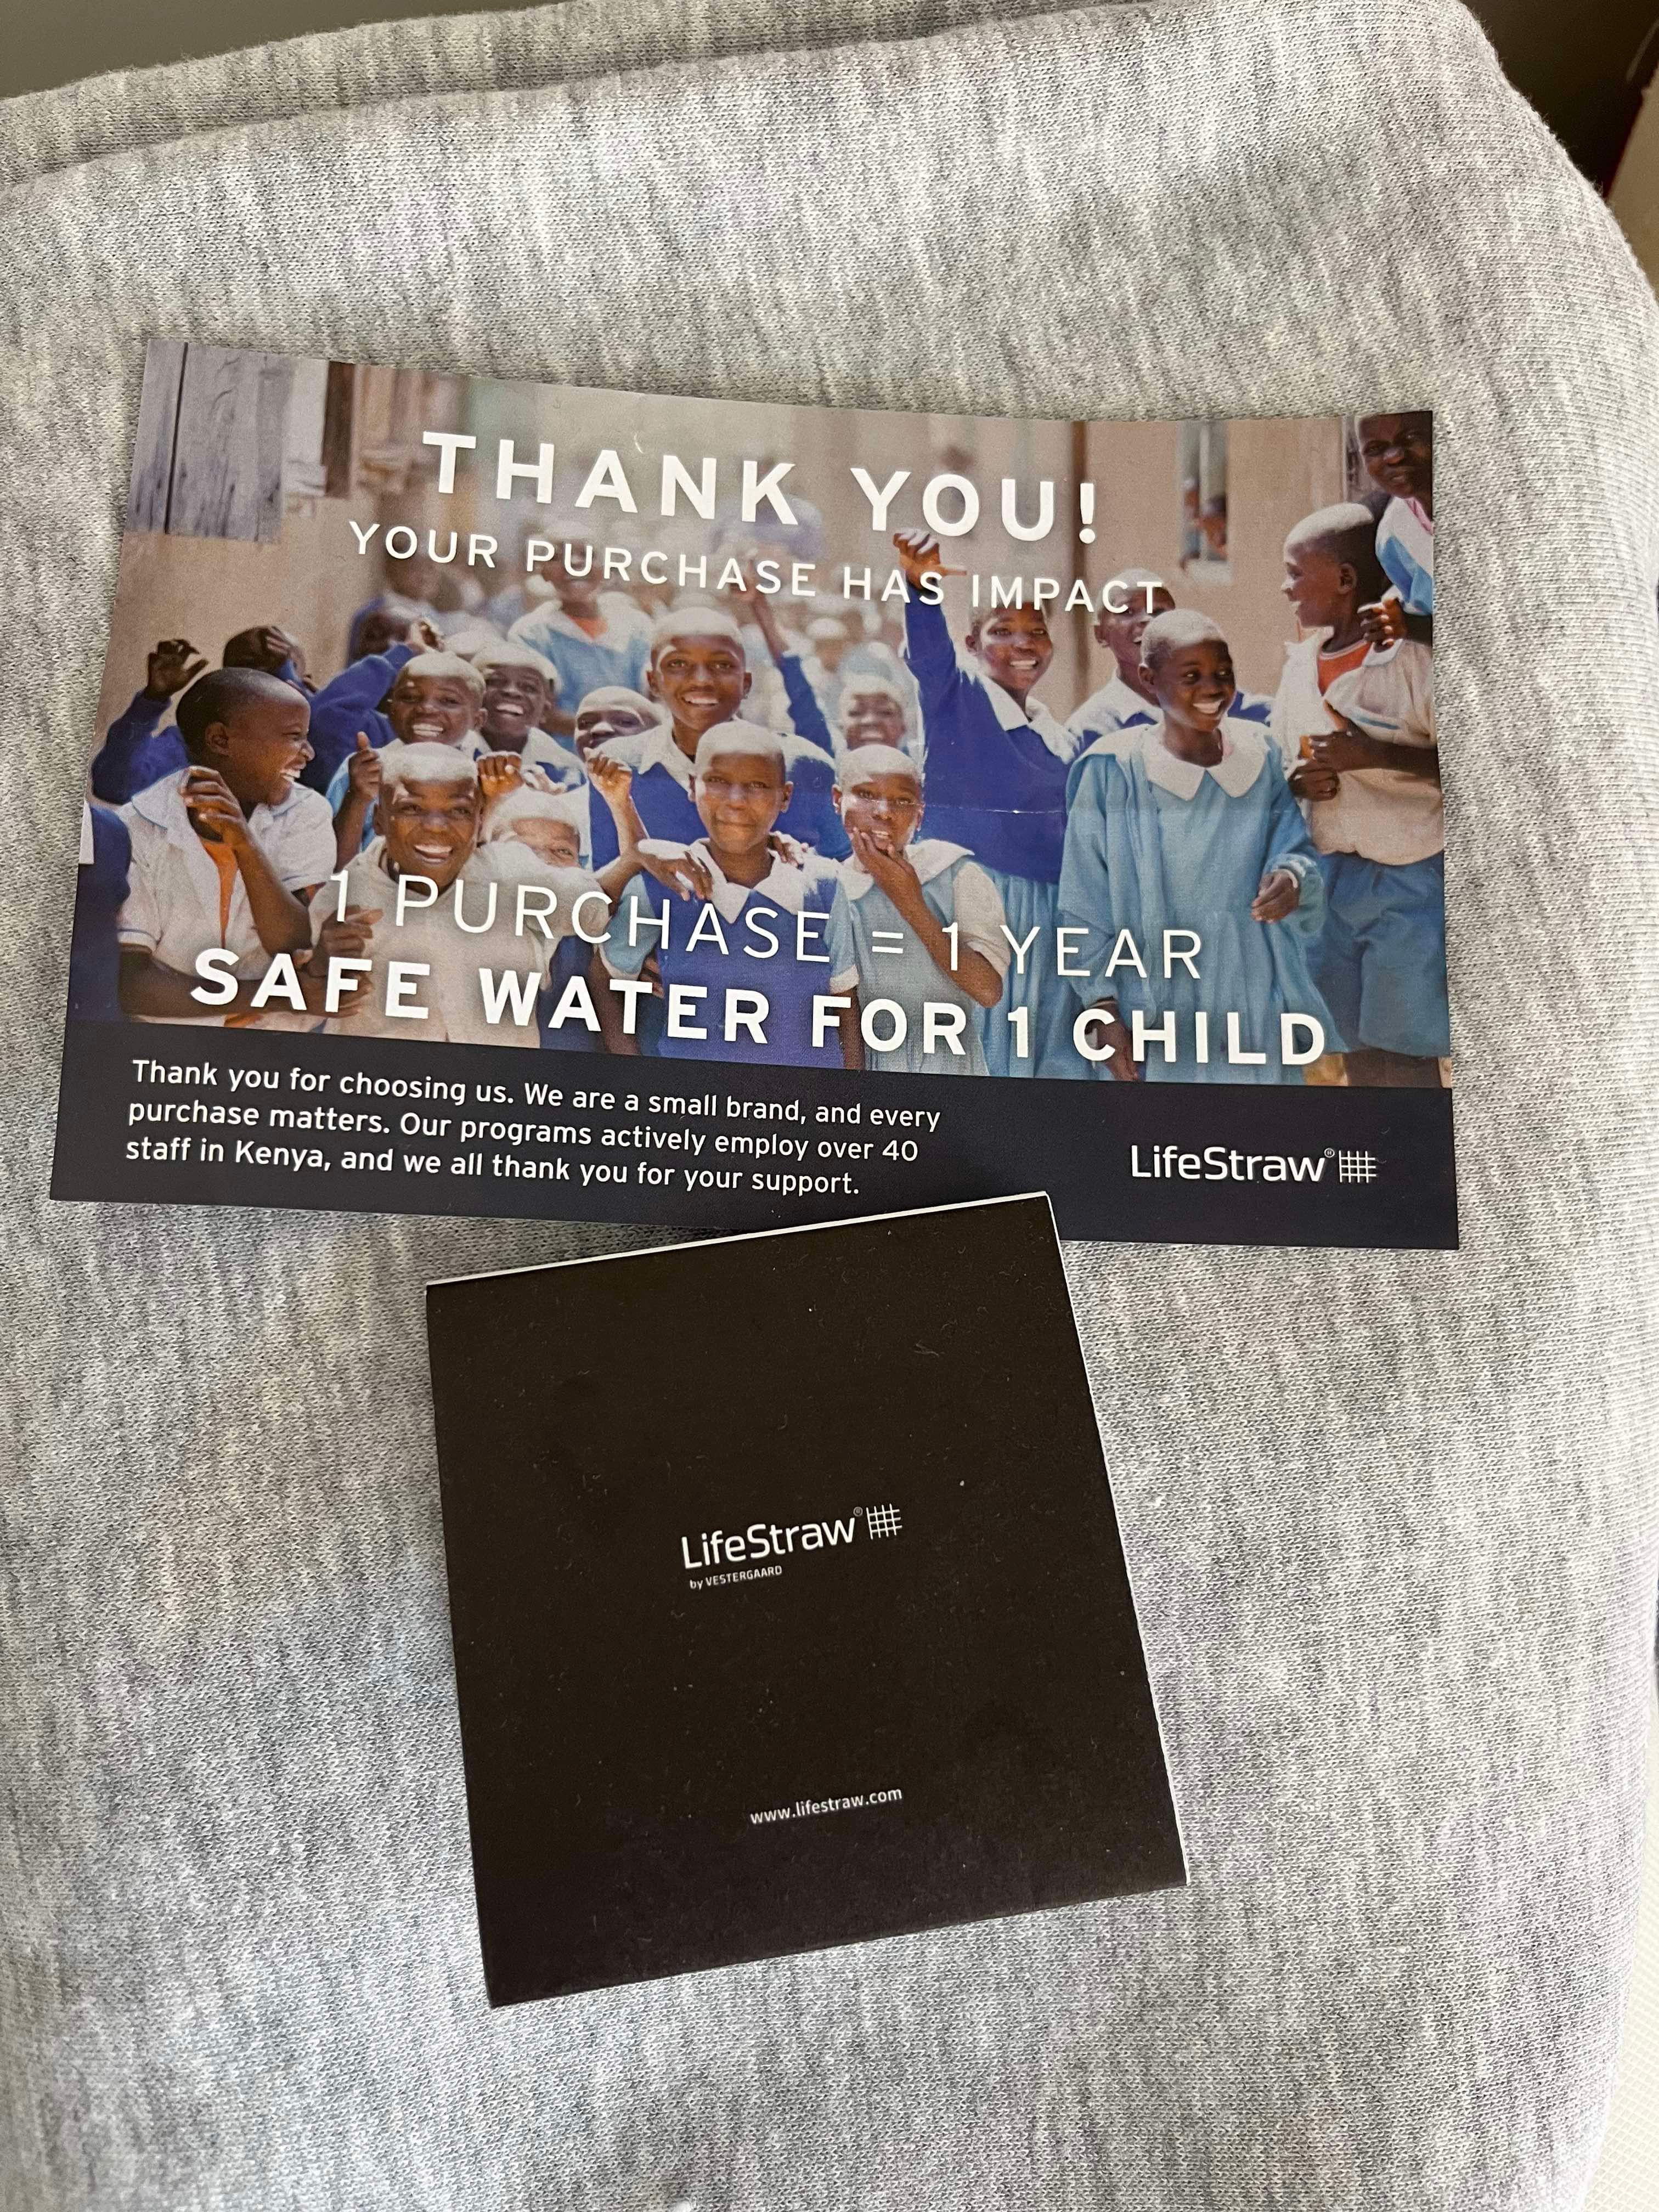 THANK YOU!
YOUR PURCHASE HAS IMPACT
1 PURCHASE = 1 YEAR
SAFE WATER FOR 1 CHILD
Thank you for choosing us. We are a small brand, and every
purchase matters. Our programs actively employ over 40
staff in Kenya, and we all thank you for your support.
LifeStraw®
LifeStraw®
by VESTERGAARD
www.lifestraw.com